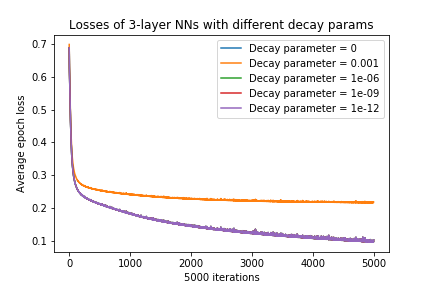 Losses of 3-layer NNs with different decay params
Average epoch loss
0.7
0.6
0.5
0.4
0.3
0.2
0.1
Decay parameter = 0
Decay parameter = 0.001
Decay parameter = 1e-06
Decay parameter = 1e-09
Decay parameter = 1e-12
0 1000 2000 3000 4000 5000
5000 iterations